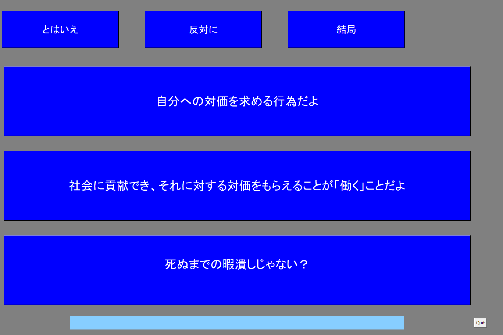 とはいえ
反対に
結局
自分への対価を求める行為だよ
社会に貢献でき、それに対する対価をもらえることが「働く」ことだよ
死ぬまでの暇潰しじゃない？